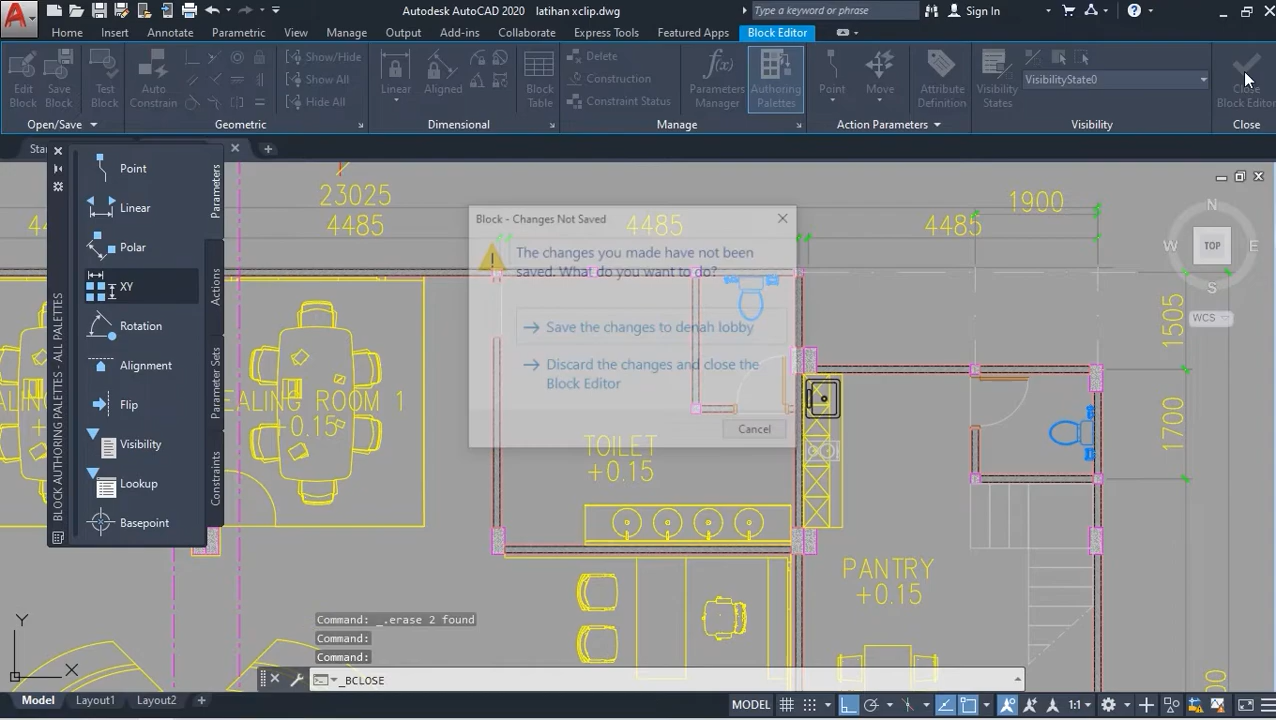 Autodesk AutoCAD 2020 latihan xclip.dwg
Type a keyword or phrase
Sign In
Home Insert Annotate Parametric View Manage Output Add-ins Collaborate Express Tools Featured Apps Block Editor
Edit Block
Save Block
Test Block
Auto Constrain
Show/Hide
Show All
Hide All
Linear
Aligned
Block Table
Delete
Construction
Constraint Status
Parameters Manager
Authoring Palettes
Point
Move
Attribute Definition
Visibility States
VisibilityState0
Close Block Editor
Open/Save
Geometric
Dimensional
Manage
Action Parameters
Visibility
Close
Star
BLOCK AUTHORING PALETTES - ALL PALETTES
Point
Linear
Polar
XY
Rotation
Alignment
Flip
Visibility
Lookup
Basepoint
Parameters
Actions
Parameter Sets
Constraints
23025
4485
4485
4485
1900
1505
1700
N
W TOP E
S
WCS
Block - Changes Not Saved
The changes you made have not been
saved. What do you want to do?
Save the changes to denah lobby
Discard the changes and close the
Block Editor
Cancel
EALING ROOM 1
+0.15
TOILET
+0.15
PANTRY
+0.15
Y
X
Command: _.erase 2 found
Command:
Command:
_BCLOSE
Model Layout1 Layout2 +
MODEL
1:1